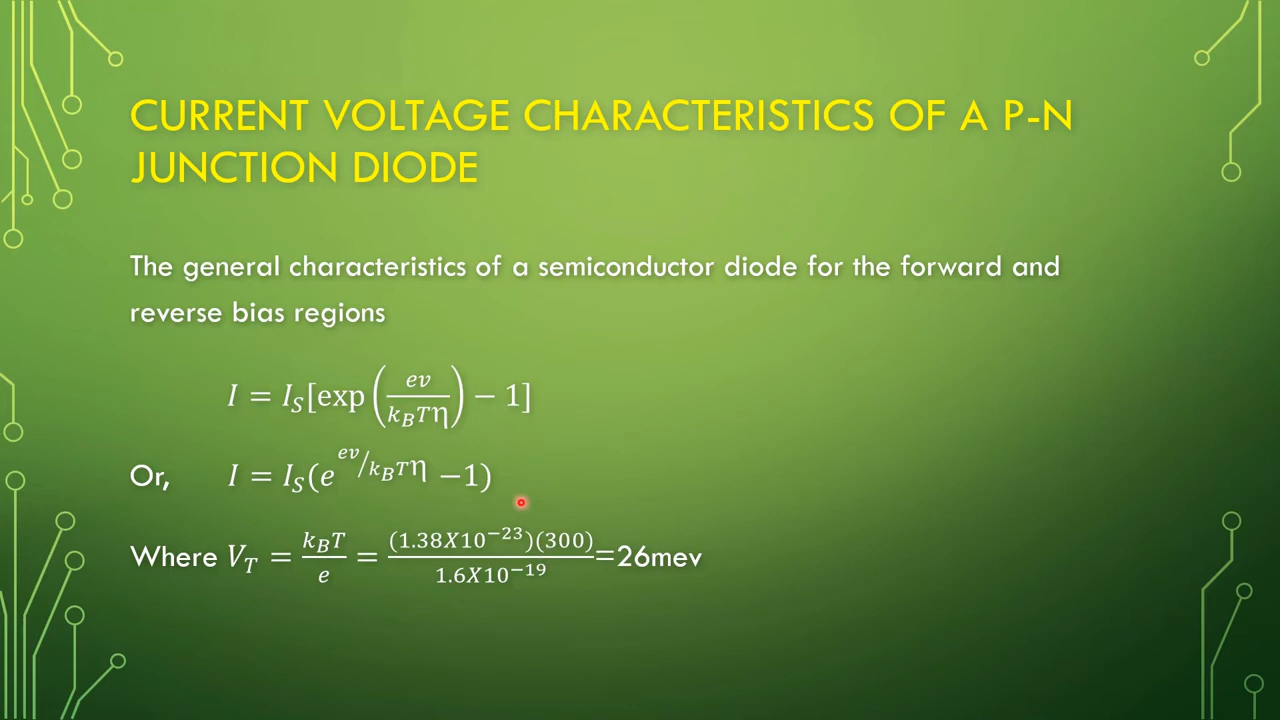 CURRENT VOLTAGE CHARACTERISTICS OF A P-N
JUNCTION DIODE
The general characteristics of a semiconductor diode for the forward and
reverse bias regions
I = I_S[exp(ev/k_BTη) − 1]
Or, I = I_S(e^{ev/k_BTη} −1)
Where V_T = k_BT/e = (1.38X10^{−23})(300)/1.6X10^{−19}=26mev